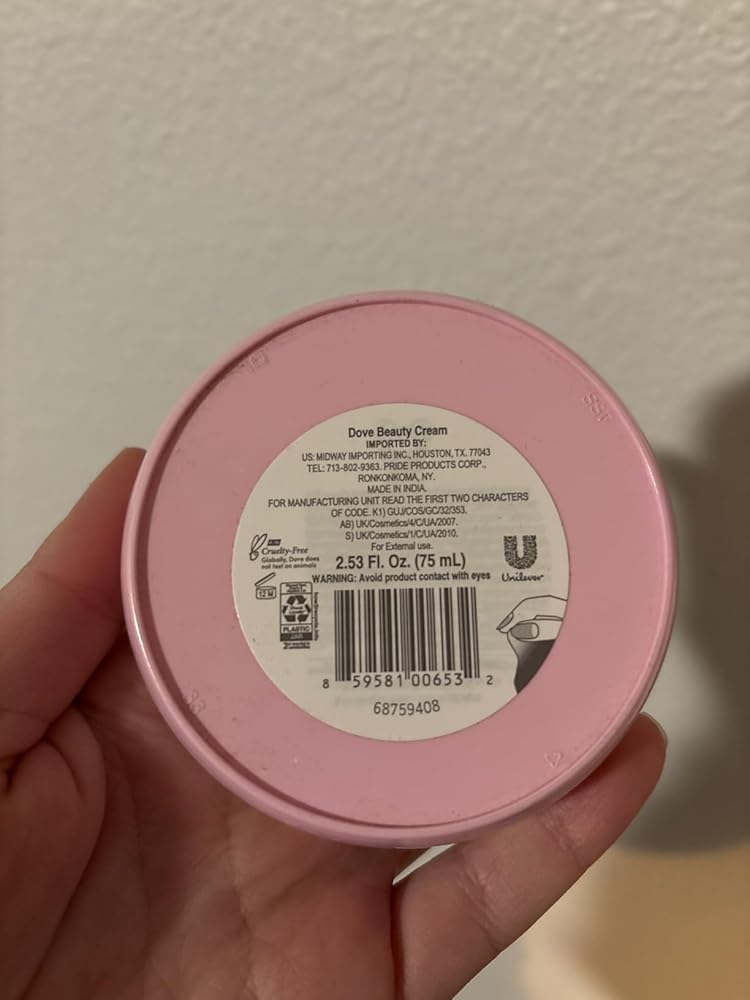 Dove Beauty Cream
IMPORTED BY:
US: MIDWAY IMPORTING INC., HOUSTON, TX. 77043
TEL: 713-802-9363. PRIDE PRODUCTS CORP.,
RONKONKOMA, NY.
MADE IN INDIA.
FOR MANUFACTURING UNIT READ THE FIRST TWO CHARACTERS
OF CODE. K1) GUJ/COS/GC/32/353.
AB) UK/Cosmetics/4/C/UA/2007.
S) UK/Cosmetics/1/C/UA/2010.
For External use.
Cruelty-Free
Globally, Dove does
not test on animals
2.53 Fl. Oz. (75 mL)
Unilever
WARNING: Avoid product contact with eyes
12 M
PLASTIC
JAR
8 59581 00653 2
68759408